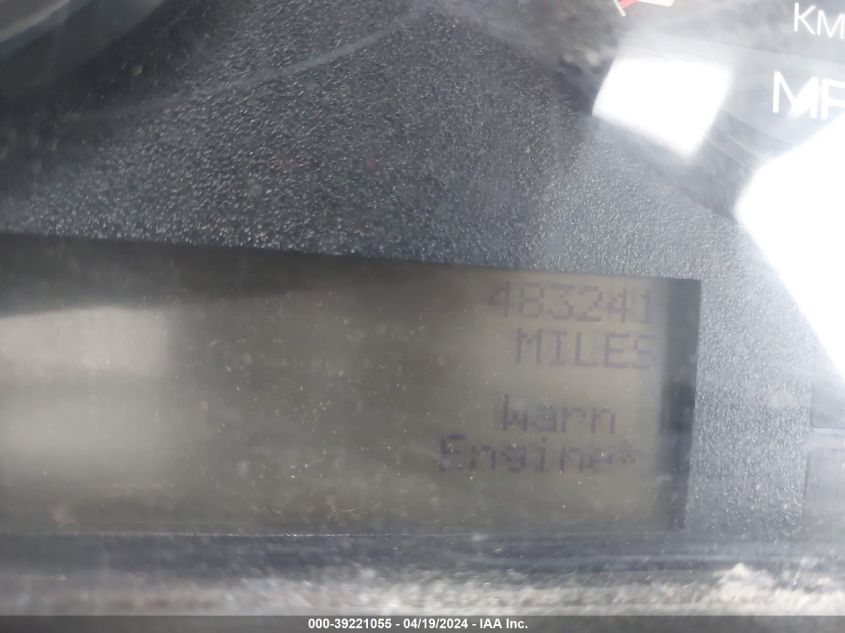 KM
MP
483241
MILES
Warn
Engine*
000-39221055 - 04/19/2024 - IAA Inc.